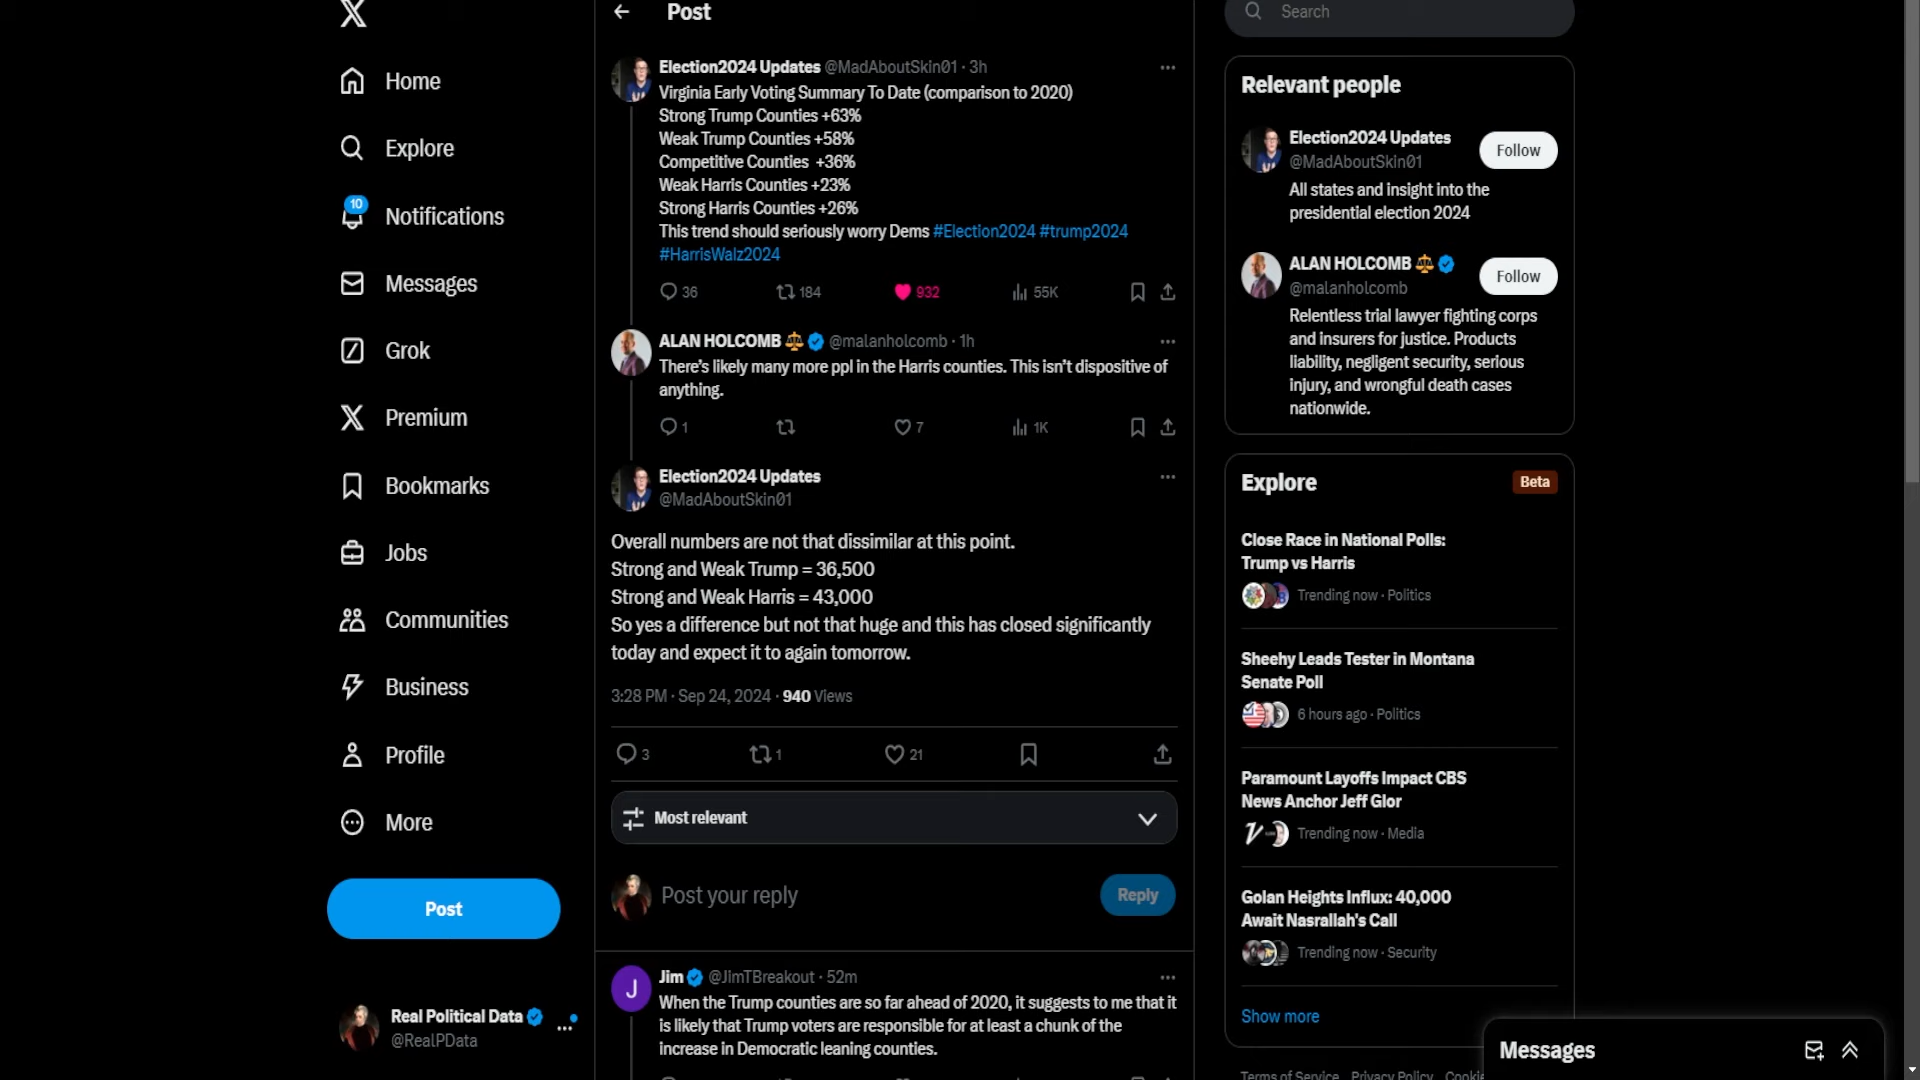 Home
Explore
10
Notifications
Messages
Grok
Premium
Bookmarks
Jobs
Communities
Business
Profile
More
Post
Real Political Data
@RealPData
Post
Election2024 Updates @MadAboutSkin01 · 3h
Virginia Early Voting Summary To Date (comparison to 2020)
Strong Trump Counties +63%
Weak Trump Counties +58%
Competitive Counties +36%
Weak Harris Counties +23%
Strong Harris Counties +26%
This trend should seriously worry Dems #Election2024 #trump2024
#HarrisWalz2024
36 184 932 55K
ALAN HOLCOMB @malanholcomb · 1h
There's likely many more ppl in the Harris counties. This isn't dispositive of
anything.
1 7 1K
Election2024 Updates
@MadAboutSkin01
Overall numbers are not that dissimilar at this point.
Strong and Weak Trump = 36,500
Strong and Weak Harris = 43,000
So yes a difference but not that huge and this has closed significantly
today and expect it to again tomorrow.
3:28 PM · Sep 24, 2024 · 940 Views
3 1 21
Most relevant
Post your reply
Reply
J
Jim @JimTBreakout · 52m
When the Trump counties are so far ahead of 2020, it suggests to me that it
is likely that Trump voters are responsible for at least a chunk of the
increase in Democratic leaning counties.
Search
Relevant people
Election2024 Updates
@MadAboutSkin01
Follow
All states and insight into the
presidential election 2024
ALAN HOLCOMB
@malanholcomb
Follow
Relentless trial lawyer fighting corps
and insurers for justice. Products
liability, negligent security, serious
injury, and wrongful death cases
nationwide.
Explore
Beta
Close Race in National Polls:
Trump vs Harris
Trending now · Politics
Sheehy Leads Tester in Montana
Senate Poll
6 hours ago · Politics
Paramount Layoffs Impact CBS
News Anchor Jeff Glor
Trending now · Media
Golan Heights Influx: 40,000
Await Nasrallah's Call
Trending now · Security
Show more
Messages
Terms of Service Privacy Policy Cookie